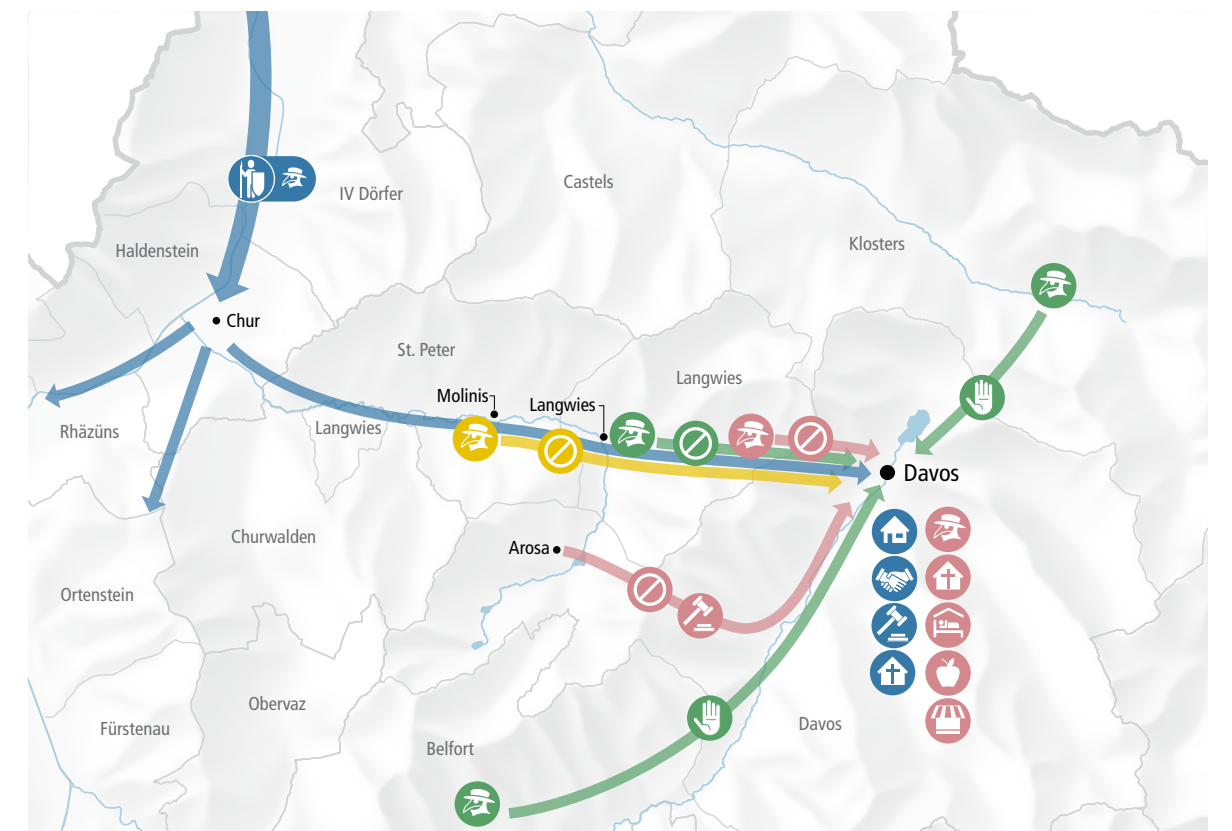 Castels
IV Dörfer
Klosters
Haldenstein
Chur
St. Peter
Langwies
Molinis
Langwies
Langwies
Rhäzüns
Davos
Churwalden
Arosa
Ortenstein
Obervaz
Fürstenau
Davos
Belfort